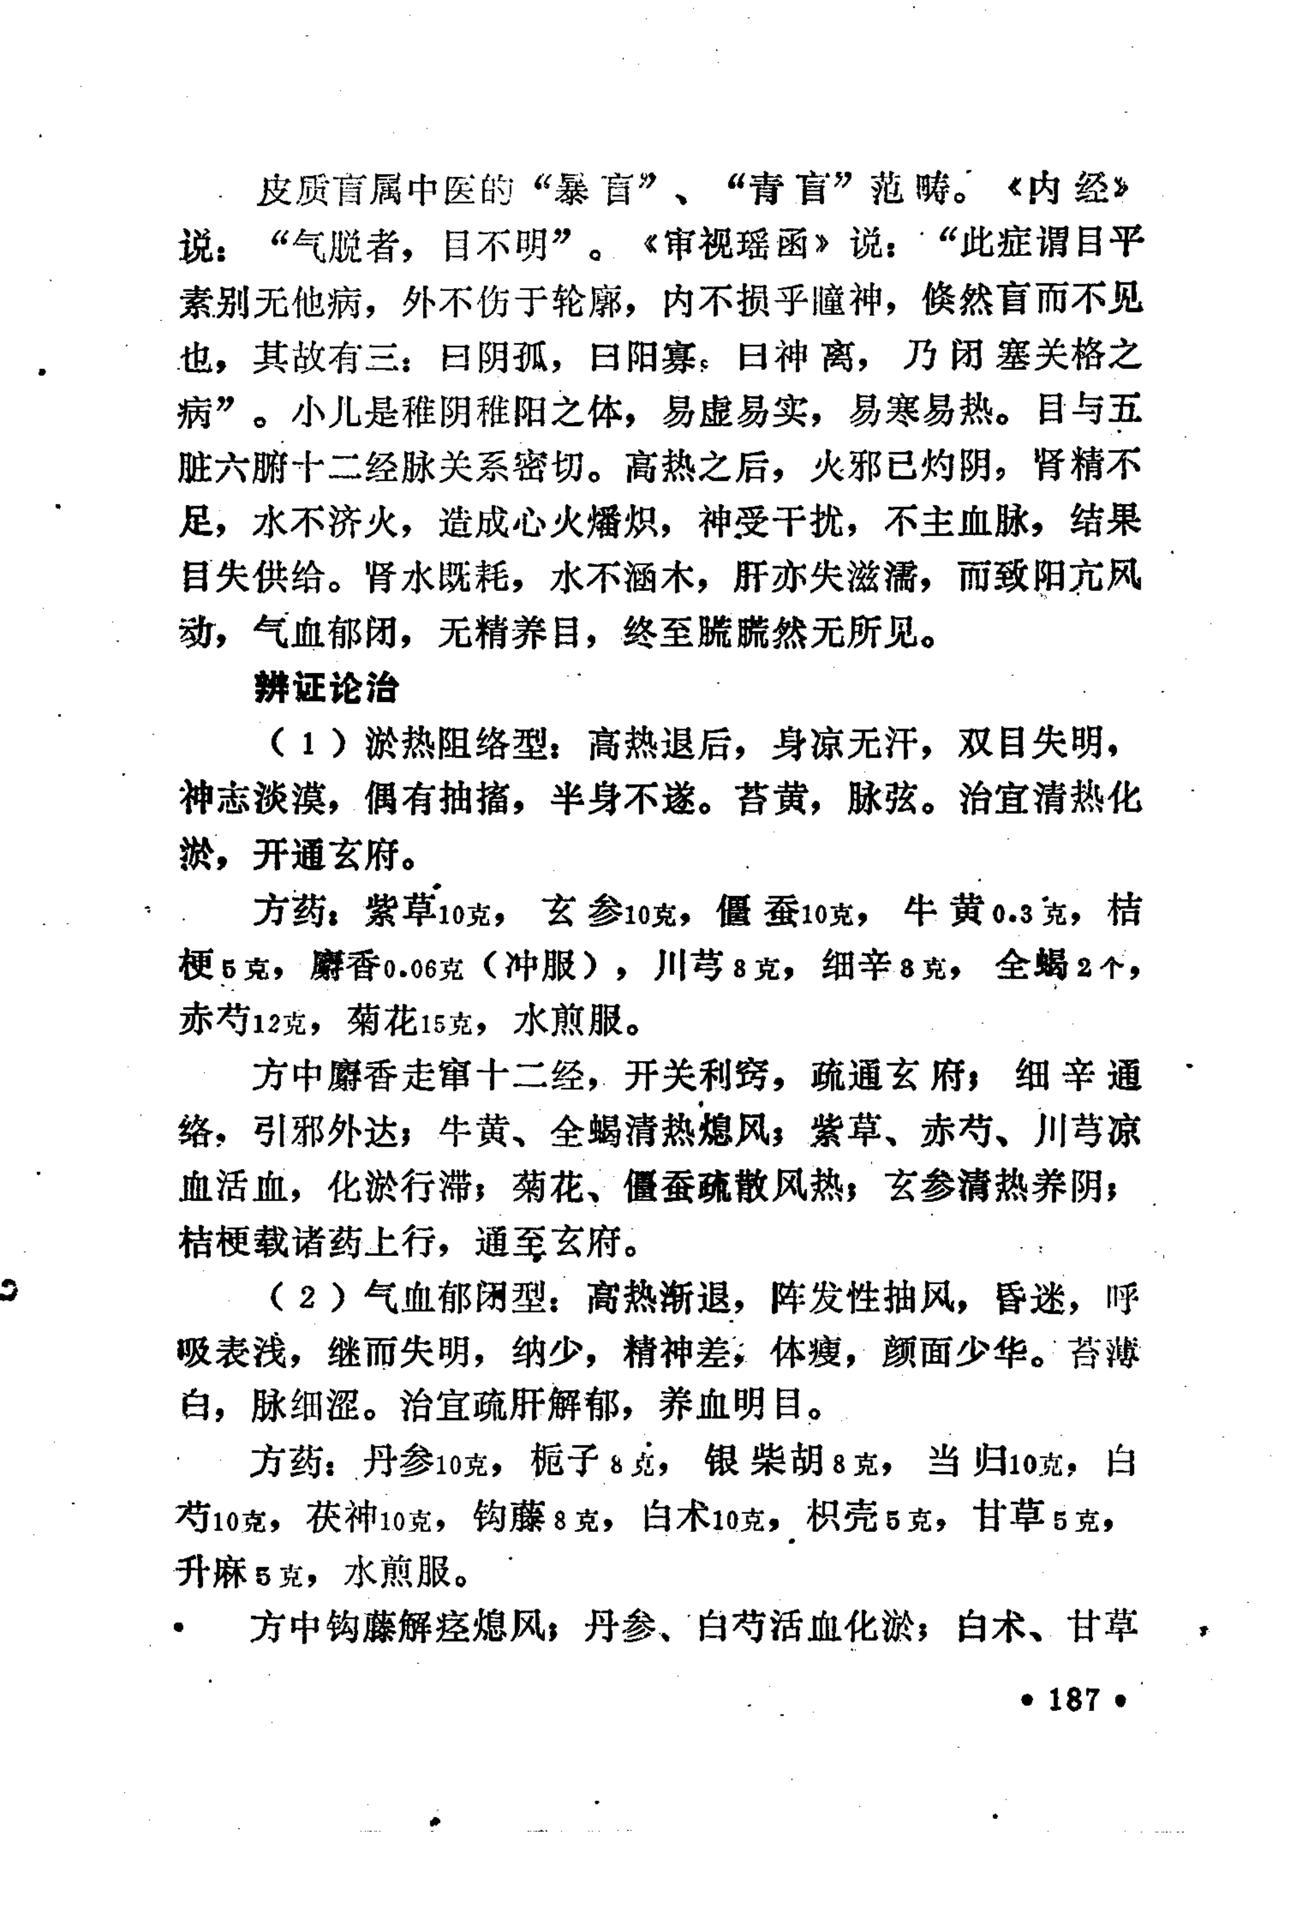 皮质盲属中医的“暴盲”、“青盲”范畴。《内经》
说：“气脱者，目不明”。《审视瑶函》说：“此症谓目平
素别无他病，外不伤于轮廓，内不损乎瞳神，倏然盲而不见
也，其故有三：曰阴孤，曰阳寡；曰神离，乃闭塞关格之
病”。小儿是稚阴稚阳之体，易虚易实，易寒易热。目与五
脏六腑十二经脉关系密切。高热之后，火邪已灼阴，肾精不
足，水不济火，造成心火燔炽，神受干扰，不主血脉，结果
目失供给。肾水既耗，水不涵木，肝亦失滋濡，而致阳亢风
动，气血郁闭，无精养目，终至𥆧𥆧然无所见。
辨证论治
（1）淤热阻络型：高热退后，身凉无汗，双目失明，
神志淡漠，偶有抽搐，半身不遂。苔黄，脉弦。治宜清热化
淤，开通玄府。
方药：紫草10克，玄参10克，僵蚕10克，牛黄0.3克，桔
梗5克，麝香0.06克（冲服），川芎8克，细辛3克，全蝎2个，
赤芍12克，菊花15克，水煎服。
方中麝香走窜十二经，开关利窍，疏通玄府；细辛通
络，引邪外达；牛黄、全蝎清热熄风；紫草、赤芍、川芎凉
血活血，化淤行滞；菊花、僵蚕疏散风热；玄参清热养阴；
桔梗载诸药上行，通至玄府。
（2）气血郁闭型：高热渐退，阵发性抽风，昏迷，呼
吸表浅，继而失明，纳少，精神差，体瘦，颜面少华。苔薄
白，脉细涩。治宜疏肝解郁，养血明目。
方药：丹参10克，栀子8克，银柴胡8克，当归10克，白
芍10克，茯神10克，钩藤8克，白术10克，枳壳5克，甘草5克，
升麻5克，水煎服。
方中钩藤解痉熄风；丹参、白芍活血化淤；白术、甘草
•187•